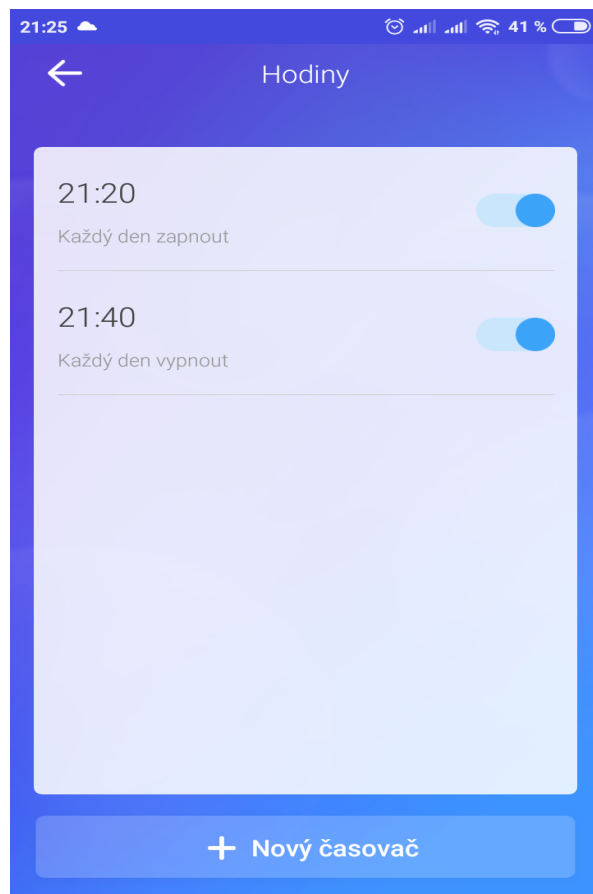 21:25 41 %
Hodiny
21:20
Každý den zapnout
21:40
Každý den vypnout
+ Nový časovač